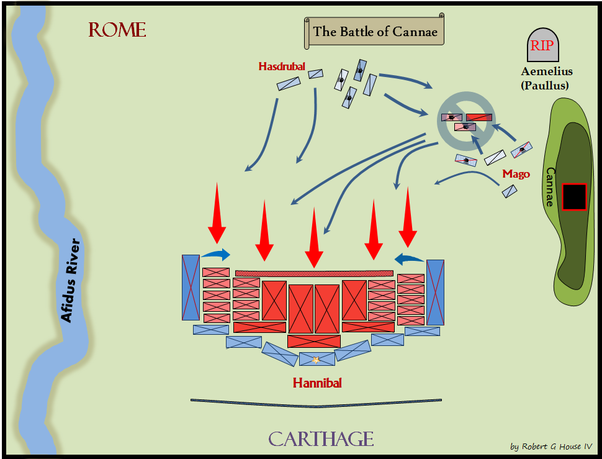 ROME
The Battle of Cannae
RIP
Aemelius
(Paullus)
Hasdrubal
Mago
Cannae
Afidus River
Hannibal
CARTHAGE
by Robert G House IV